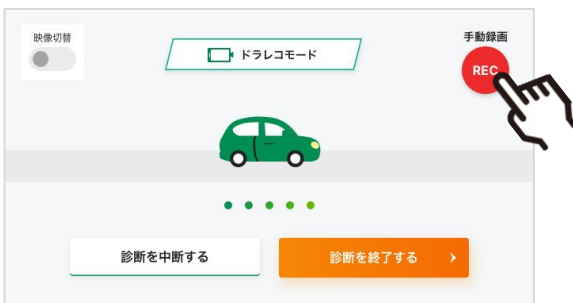 映像切替
ドラレコモード
手動録画
REC
診断を中断する
診断を終了する